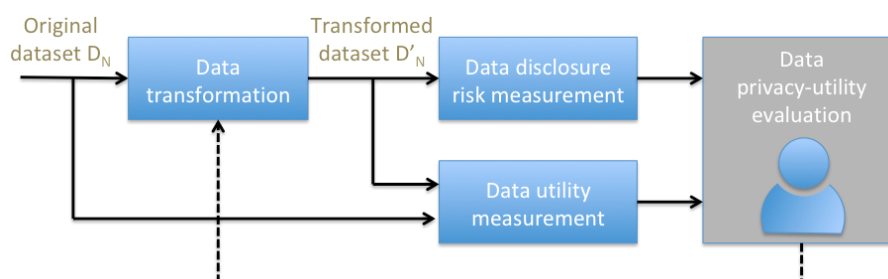 Original
dataset D_N
Data
transformation
Transformed
dataset D'_N
Data disclosure
risk measurement
Data utility
measurement
Data
privacy-utility
evaluation